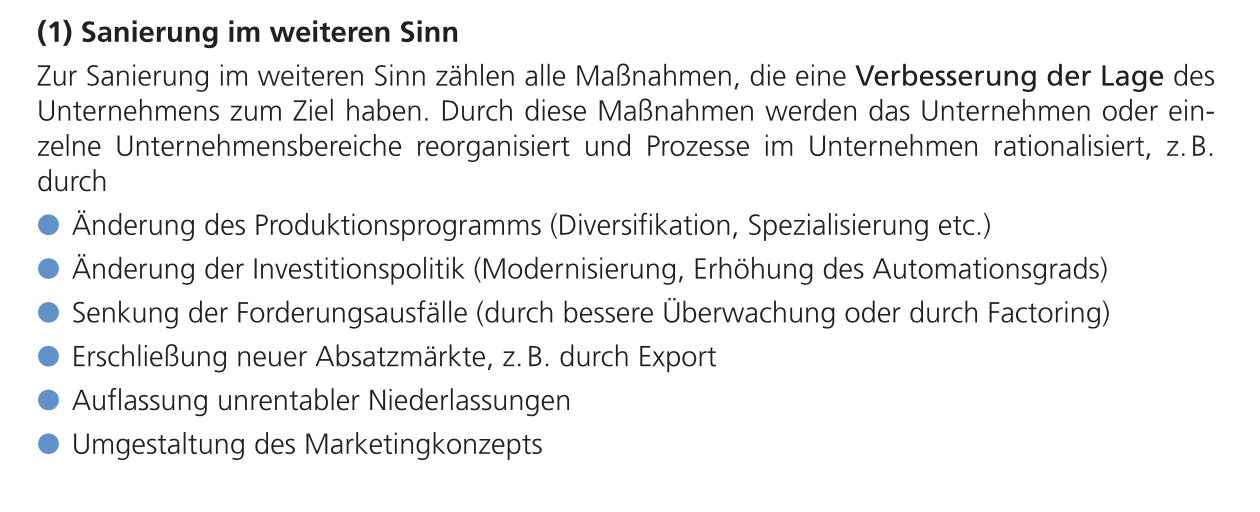 (1) Sanierung im weiteren Sinn
Zur Sanierung im weiteren Sinn zählen alle Maßnahmen, die eine Verbesserung der Lage des
Unternehmens zum Ziel haben. Durch diese Maßnahmen werden das Unternehmen oder ein-
zelne Unternehmensbereiche reorganisiert und Prozesse im Unternehmen rationalisiert, z. B.
durch
● Änderung des Produktionsprogramms (Diversifikation, Spezialisierung etc.)
● Änderung der Investitionspolitik (Modernisierung, Erhöhung des Automationsgrads)
● Senkung der Forderungsausfälle (durch bessere Überwachung oder durch Factoring)
● Erschließung neuer Absatzmärkte, z. B. durch Export
● Auflassung unrentabler Niederlassungen
● Umgestaltung des Marketingkonzepts